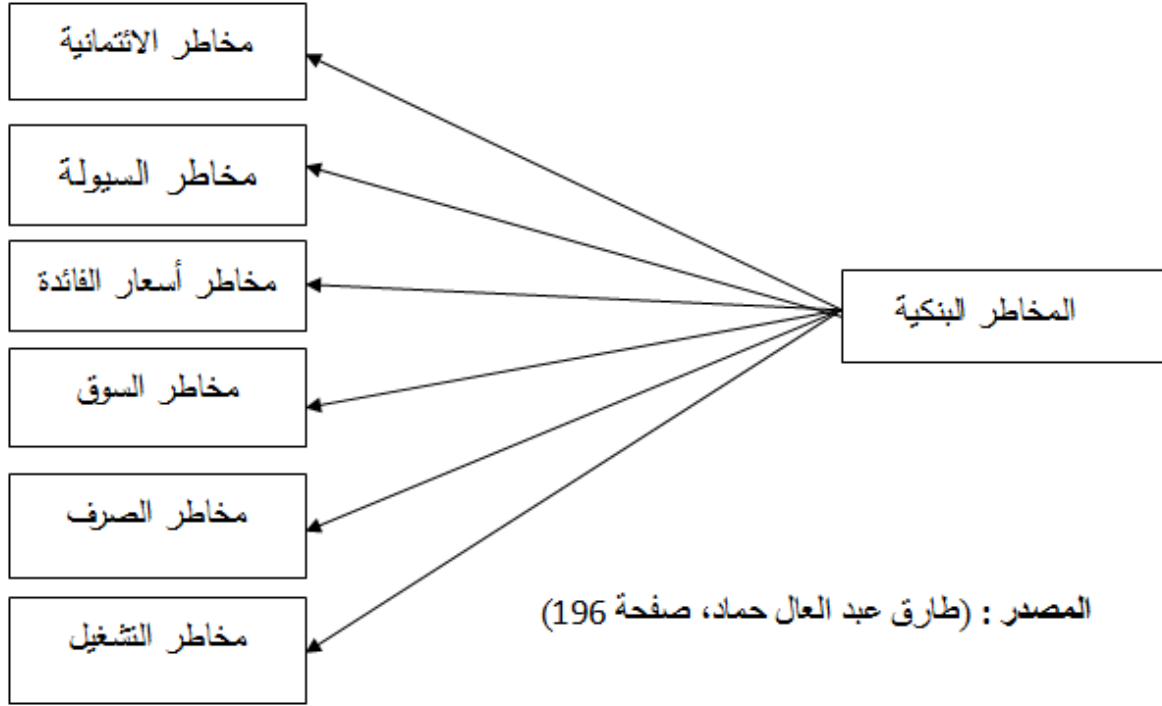 المخاطر البنكية
مخاطر الائتمانية
مخاطر السيولة
مخاطر أسعار الفائدة
مخاطر السوق
مخاطر الصرف
مخاطر التشغيل
المصدر : (طارق عبد العال حماد، صفحة 196)